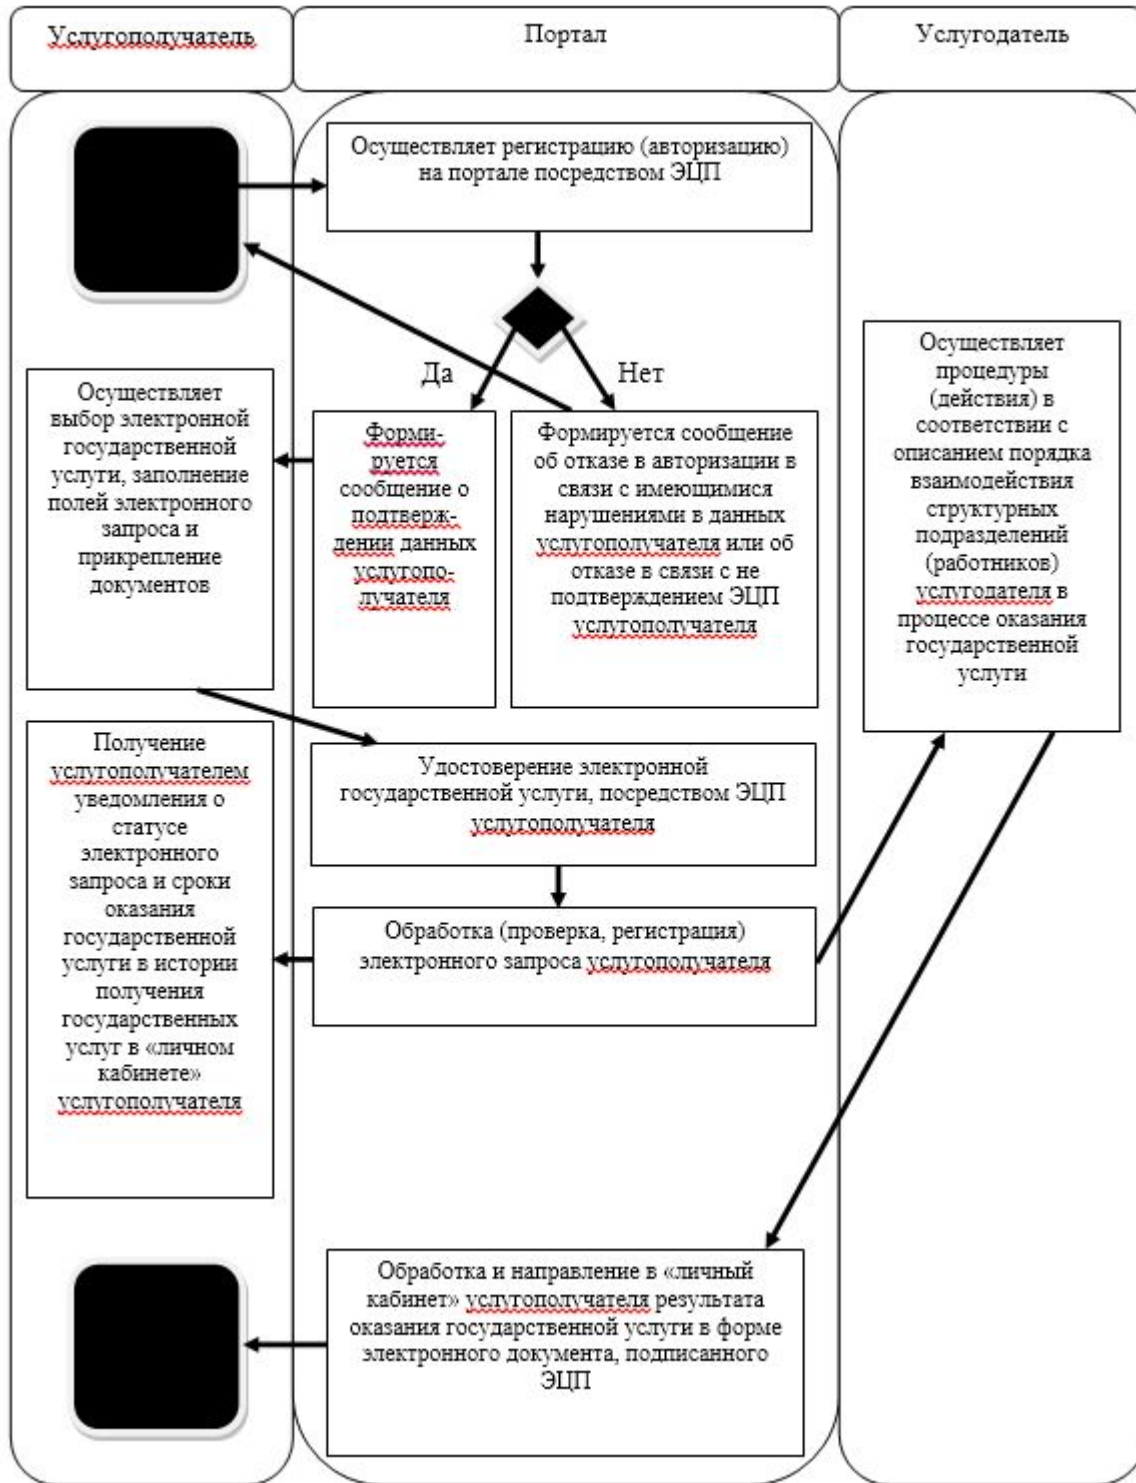 Услугополучатель
Портал
Услугодатель
Осуществляет регистрацию (авторизацию)
на портале посредством ЭЦП
Да
Нет
Осуществляет
выбор электронной
государственной
услуги, заполнение
полей электронного
запроса и
прикрепление
документов
Форми-
руется
сообщение о
подтверж-
дении данных
услугопо-
лучателя
Формируется сообщение
об отказе в авторизации в
связи с имеющимися
нарушениями в данных
услугополучателя или об
отказе в связи с не
подтверждением ЭЦП
услугополучателя
Осуществляет
процедуры
(действия) в
соответствии с
описанием порядка
взаимодействия
структурных
подразделений
(работников)
услугодателя в
процессе оказания
государственной
услуги
Получение
услугополучателем
уведомления о
статусе
электронного
запроса и сроки
оказания
государственной
услуги в истории
получения
государственных
услуг в «личном
кабинете»
услугополучателя
Удостоверение электронной
государственной услуги, посредством ЭЦП
услугополучателя
Обработка (проверка, регистрация)
электронного запроса услугополучателя
Обработка и направление в «личный
кабинет» услугополучателя результата
оказания государственной услуги в форме
электронного документа, подписанного
ЭЦП